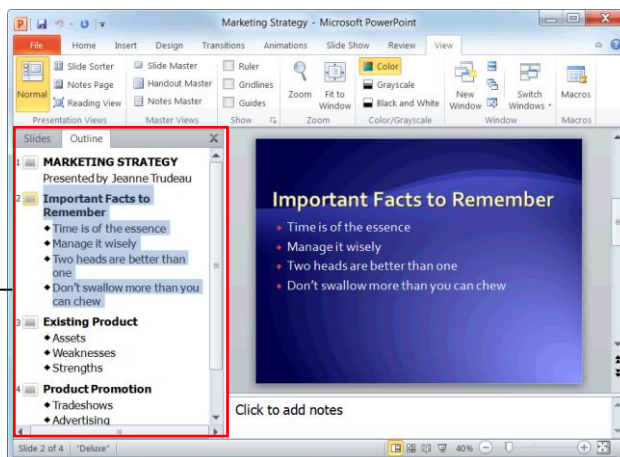 Marketing Strategy - Microsoft PowerPoint
File Home Insert Design Transitions Animations Slide Show Review View
Normal
Slide Sorter
Notes Page
Reading View
Presentation Views
Slide Master
Handout Master
Notes Master
Master Views
Ruler
Gridlines
Guides
Show
Zoom
Fit to
Window
Zoom
Color
Grayscale
Black and White
Color/Grayscale
New
Window
Switch
Windows
Window
Macros
Macros
Slides Outline X
1 MARKETING STRATEGY
Presented by Jeanne Trudeau
2 Important Facts to
Remember
◆Time is of the essence
◆Manage it wisely
◆Two heads are better than
one
◆Don't swallow more than you
can chew
3 Existing Product
◆Assets
◆Weaknesses
◆Strengths
4 Product Promotion
◆Tradeshows
◆Advertising
Important Facts to Remember
◆ Time is of the essence
◆ Manage it wisely
◆ Two heads are better than one
◆ Don't swallow more than you can chew
Click to add notes
Slide 2 of 4 "Deluxe" 40%